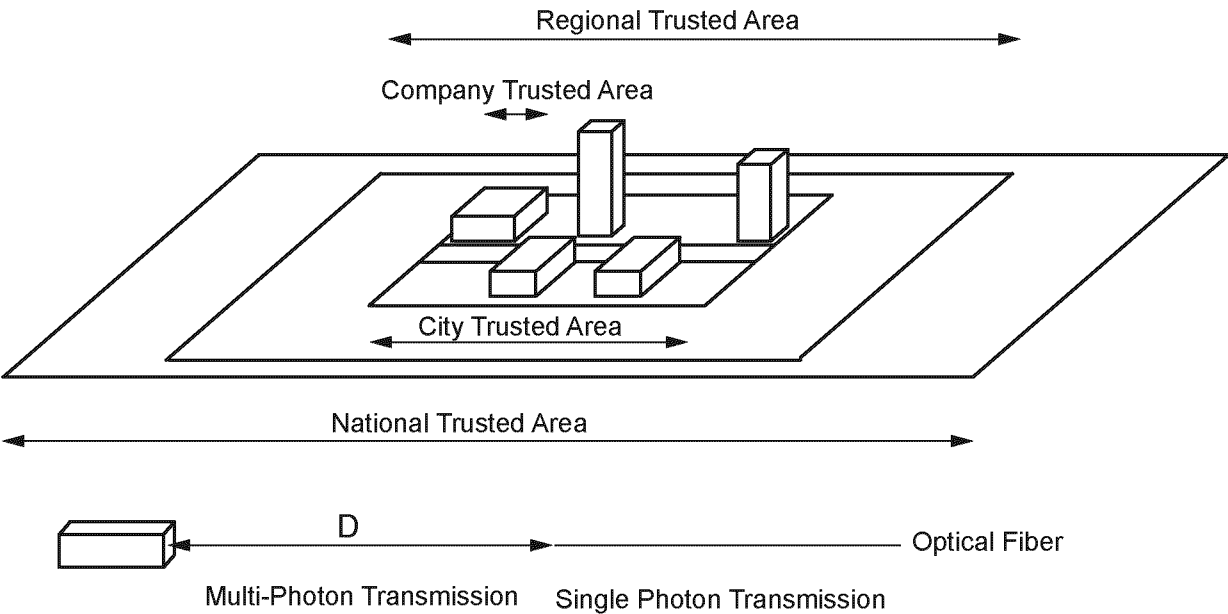 Regional Trusted Area
Company Trusted Area
City Trusted Area
National Trusted Area
D
Optical Fiber
Multi-Photon Transmission
Single Photon Transmission